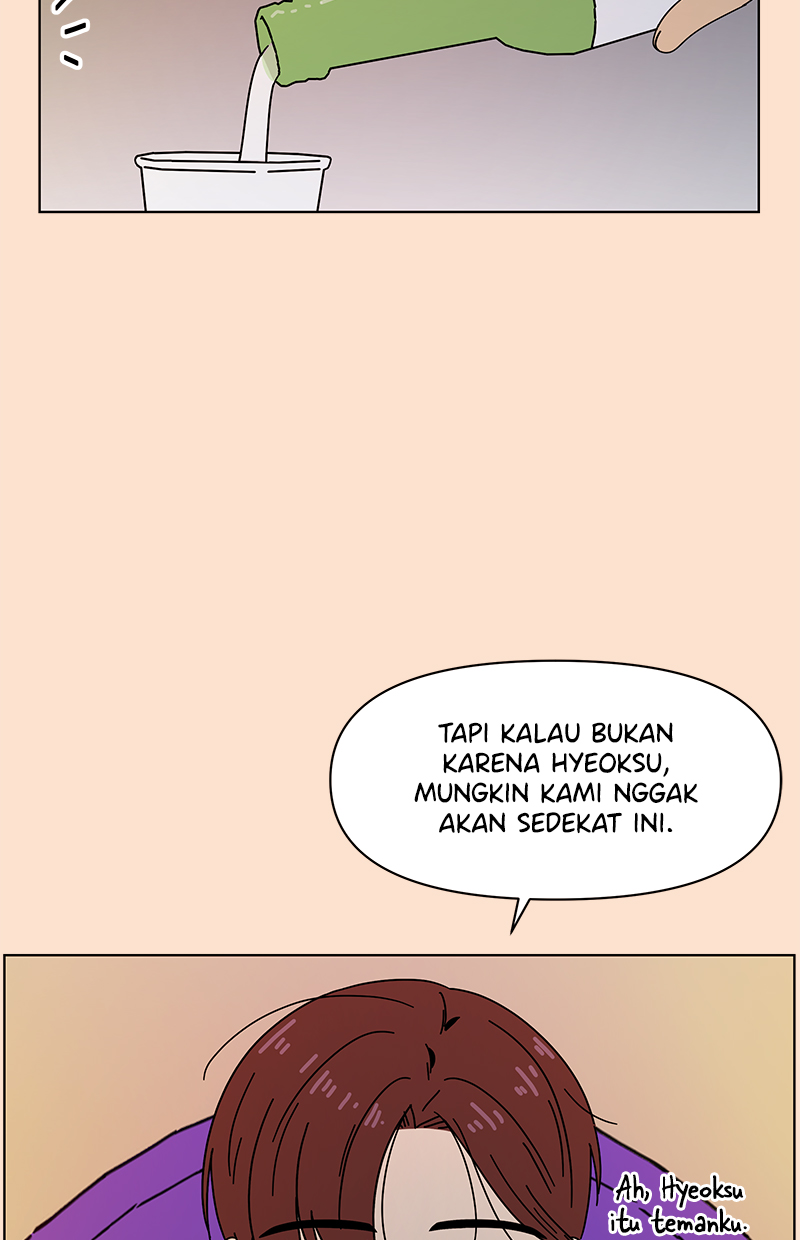 TAPI KALAU BUKAN
KARENA HYEOKSU,
MUNGKIN KAMI NGGAK
AKAN SEDEKAT INI.
Ah, Hyeoksu
itu temanku.